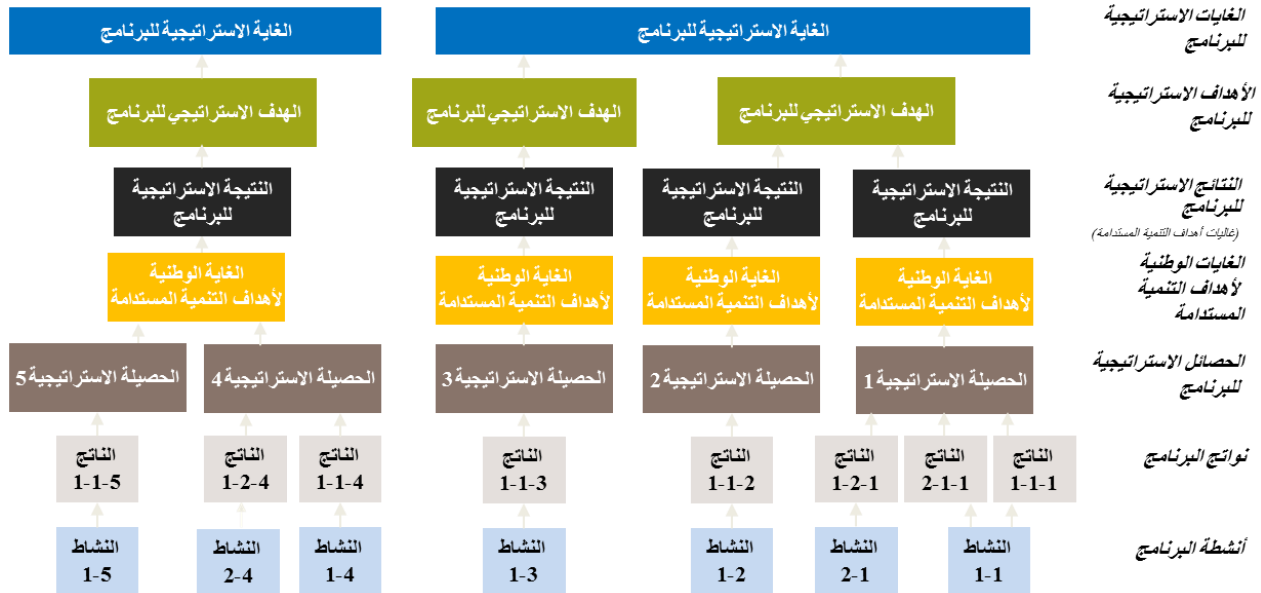 الغايات الاستراتيجية
للبرنامج
الغاية الاستراتيجية للبرنامج
الغاية الاستراتيجية للبرنامج
الأهداف الاستراتيجية
للبرنامج
الهدف الاستراتيجي للبرنامج
الهدف الاستراتيجي للبرنامج
الهدف الاستراتيجي للبرنامج
النتائج الاستراتيجية
للبرنامج
(غايات أهداف التنمية المستدامة)
النتيجة الاستراتيجية
للبرنامج
النتيجة الاستراتيجية
للبرنامج
النتيجة الاستراتيجية
للبرنامج
النتيجة الاستراتيجية
للبرنامج
الغايات الوطنية
لأهداف التنمية
المستدامة
الغاية الوطنية
لأهداف التنمية المستدامة
الغاية الوطنية
لأهداف التنمية المستدامة
الغاية الوطنية
لأهداف التنمية المستدامة
الغاية الوطنية
لأهداف التنمية المستدامة
الحصائل الاستراتيجية
للبرنامج
الحصيلة الاستراتيجية 1
الحصيلة الاستراتيجية 2
الحصيلة الاستراتيجية 3
الحصيلة الاستراتيجية 4
الحصيلة الاستراتيجية 5
نواتج البرنامج
الناتج
1-1-1
الناتج
2-1-1
الناتج
1-2-1
الناتج
1-1-2
الناتج
1-1-3
الناتج
1-1-4
الناتج
1-2-4
الناتج
1-1-5
أنشطة البرنامج
النشاط
1-1
النشاط
2-1
النشاط
1-2
النشاط
1-3
النشاط
1-4
النشاط
2-4
النشاط
1-5